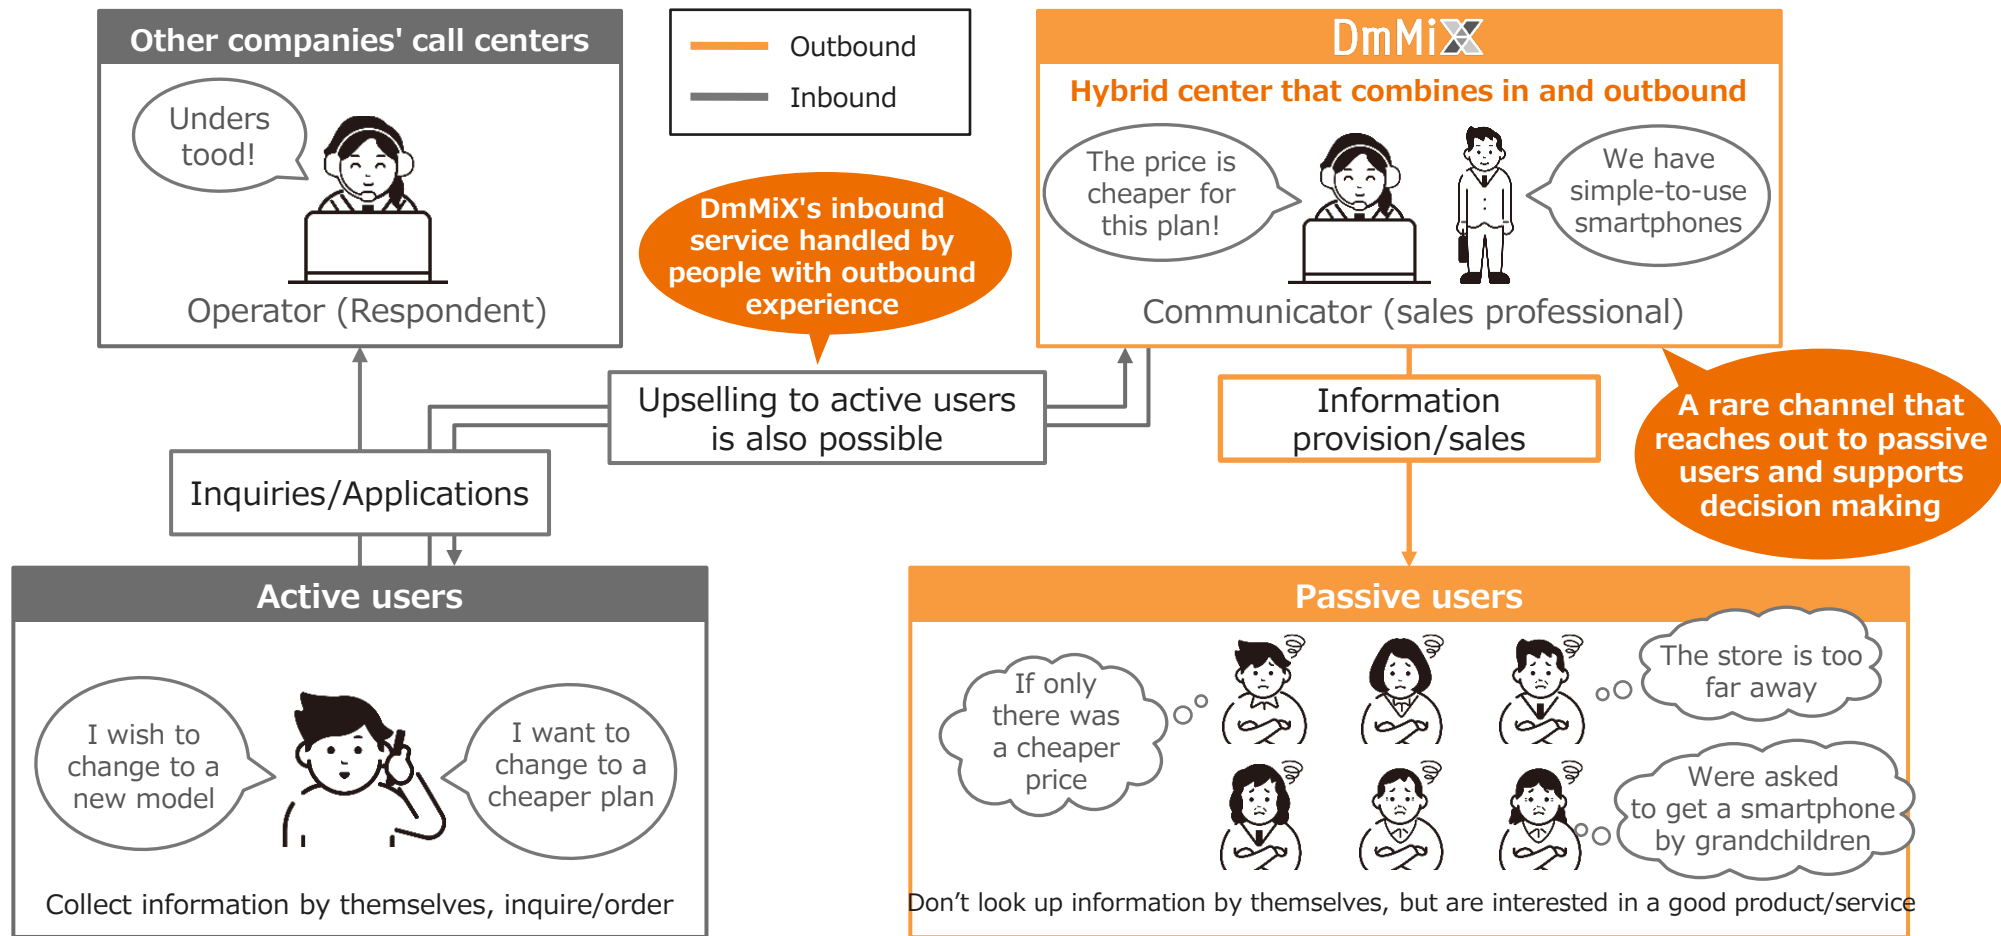 Other companies' call centers
Unders
tood!
Operator (Respondent)
Outbound
Inbound
DmMiX
Hybrid center that combines in and outbound
The price is
cheaper for
this plan!
We have
simple-to-use
smartphones
Communicator (sales professional)
DmMiX's inbound
service handled by
people with outbound
experience
Upselling to active users
is also possible
Information
provision/sales
A rare channel that
reaches out to passive
users and supports
decision making
Inquiries/Applications
Active users
I wish to
change to a
new model
I want to
change to a
cheaper plan
Collect information by themselves, inquire/order
Passive users
If only
there was
a cheaper
price
The store is too
far away
Were asked
to get a smartphone
by grandchildren
Don’t look up information by themselves, but are interested in a good product/service